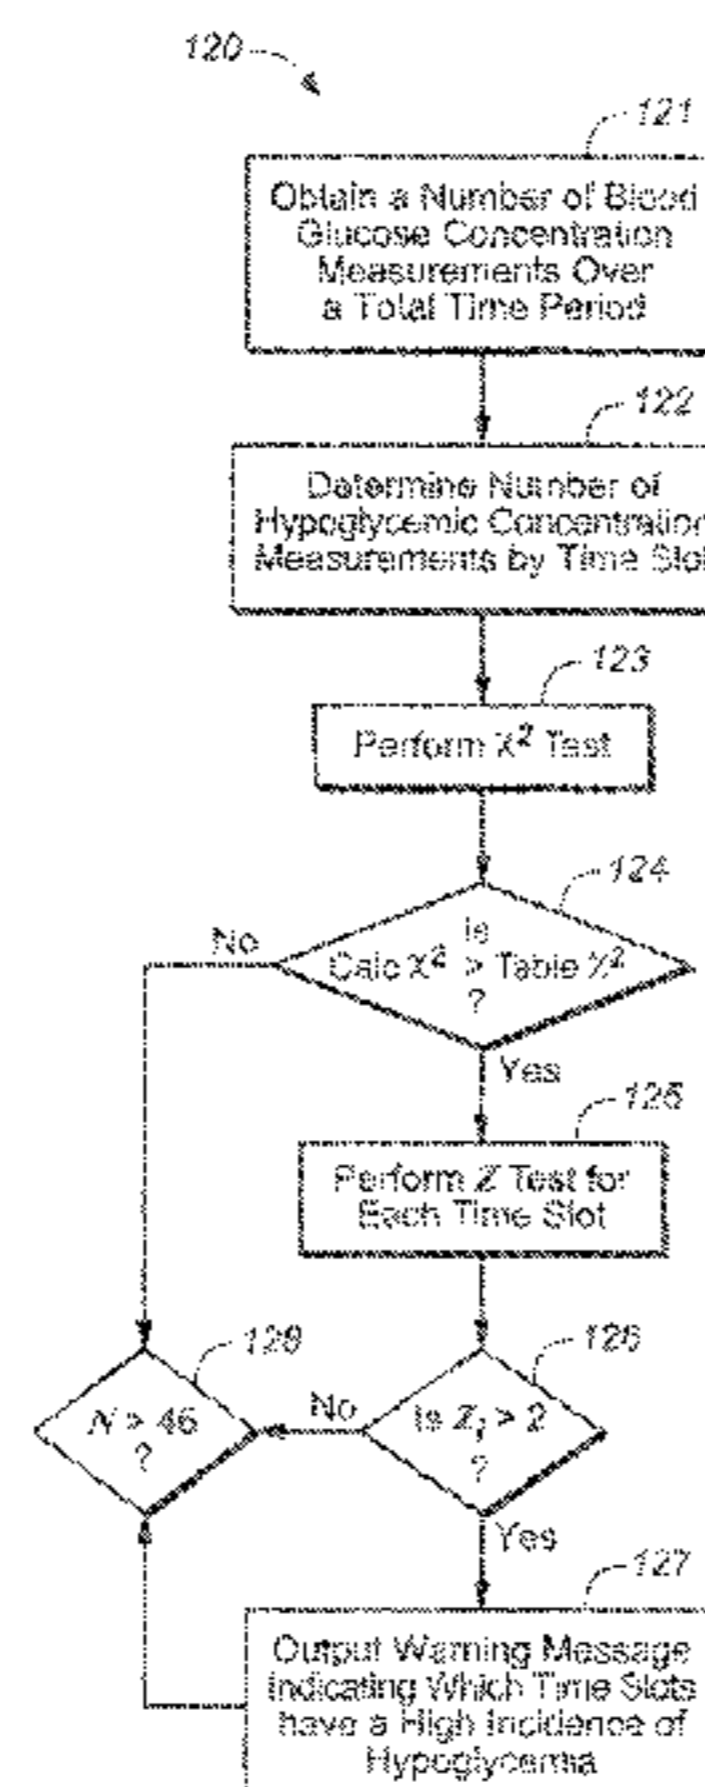 120
121
Obtain a Number of Blood
Glucose Concentration
Measurements Over
a Total Time Period
122
Determine Number of
Hypoglycemic Concentration
Measurements by Time Slot
123
Perform X² Test
124
Is
Calc X² > Table X²
?
No
Yes
125
Perform Z Test for
Each Time Slot
126
Is Zj > 2
?
No
Yes
N > 46
?
127
Output Warning Message
Indicating Which Time Slots
have a High Incidence of
Hypoglycemia